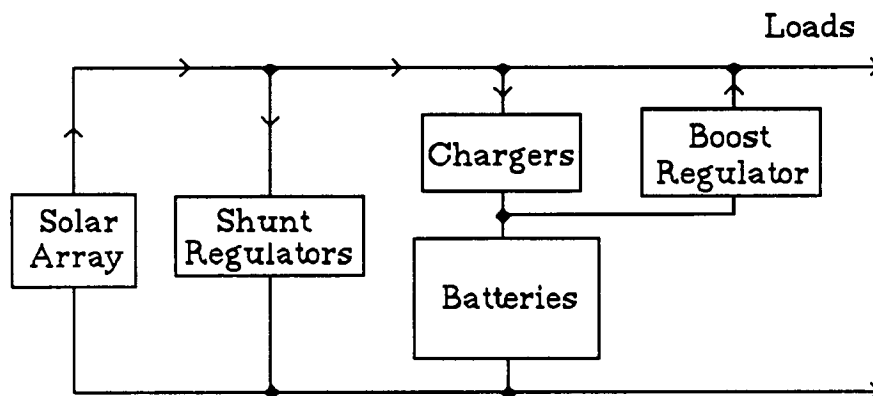 Loads
Chargers
Boost
Regulator
Solar
Array
Shunt
Regulators
Batteries